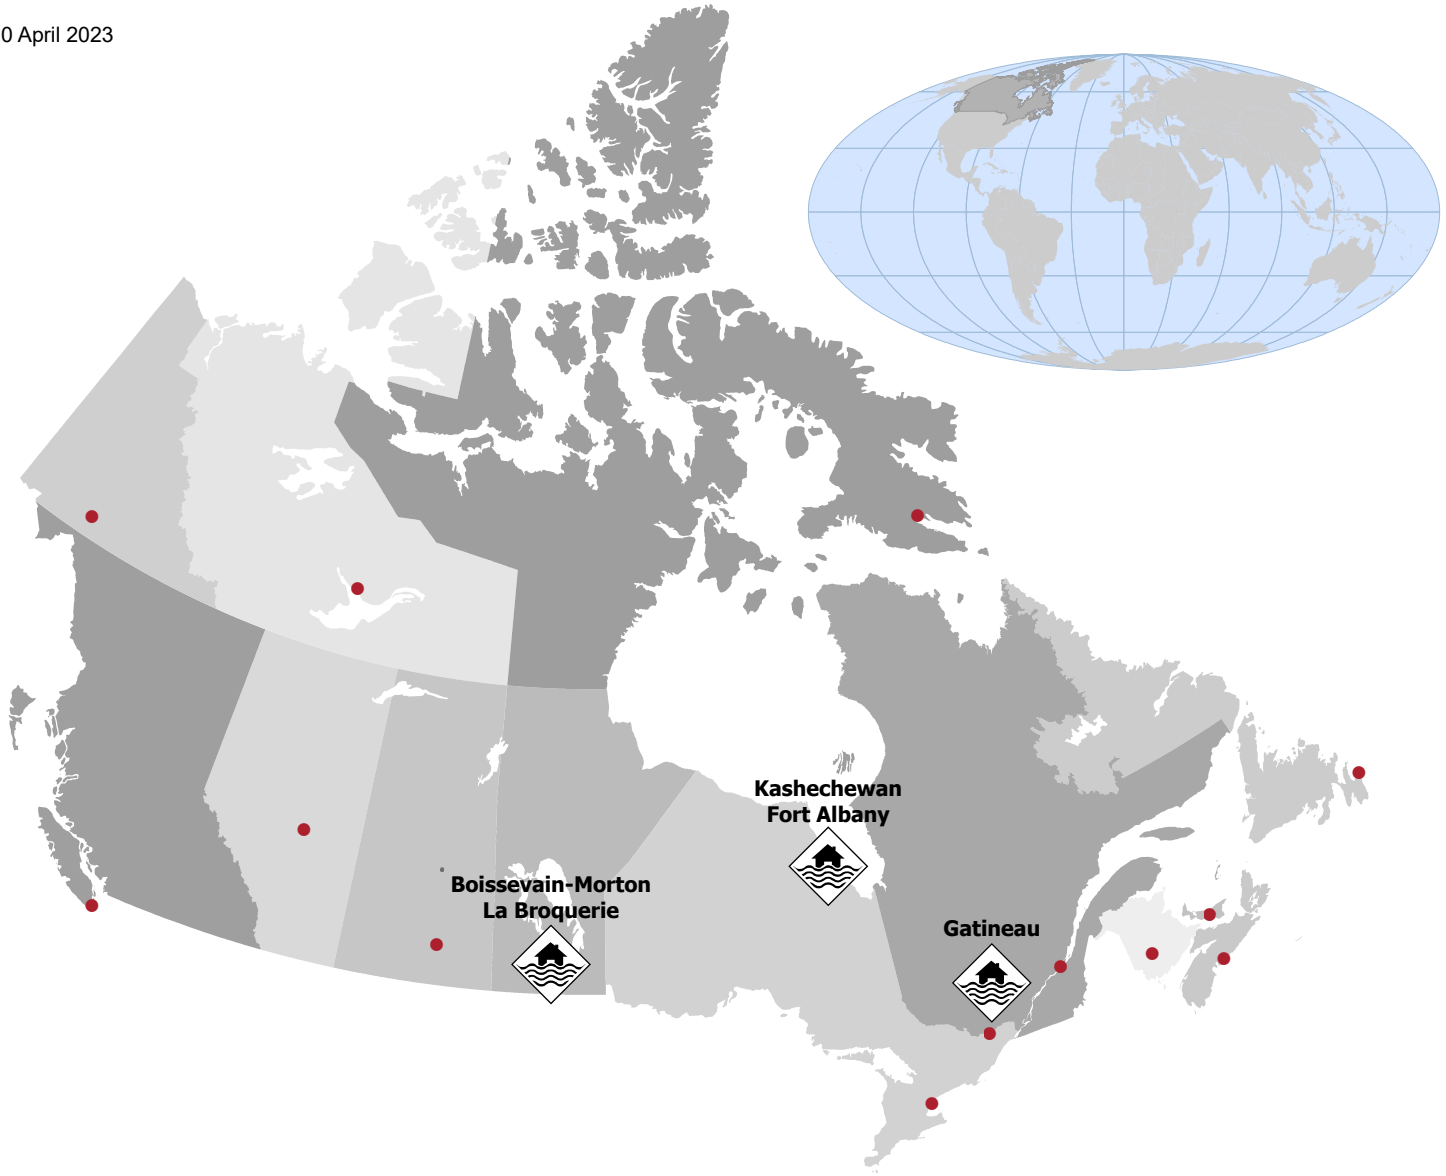 0 April 2023
Kashechewan
Fort Albany
Boissevain-Morton
La Broquerie
Gatineau